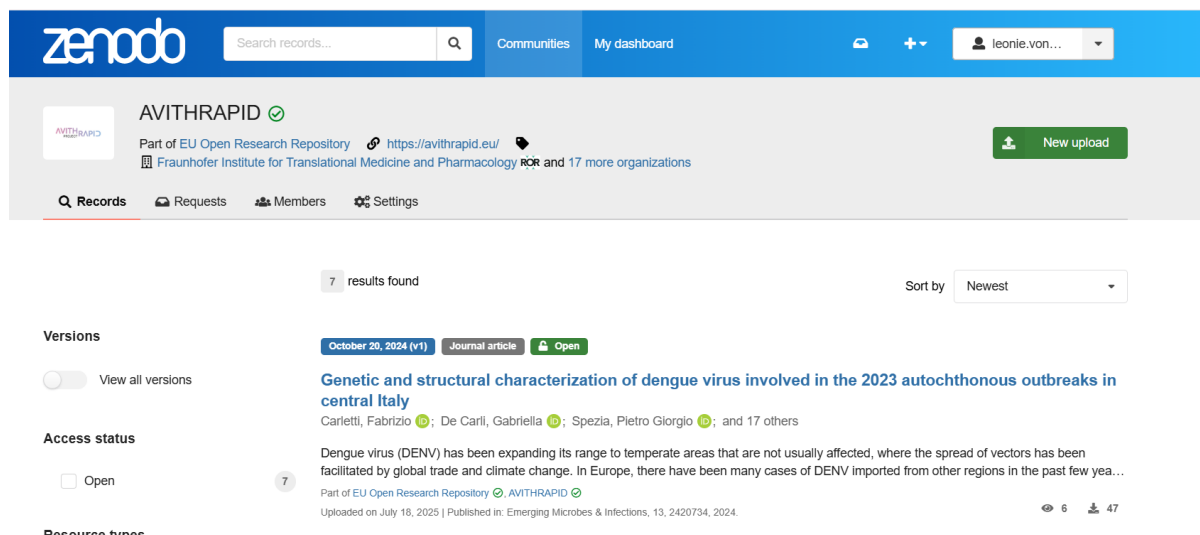 zenodo
Search records...
Communities
My dashboard
leonie.von...
AVITHRAPID
AVITHRAPID
PROJECT
Part of EU Open Research Repository https://avithrapid.eu/
Fraunhofer Institute for Translational Medicine and Pharmacology ROR and 17 more organizations
New upload
Records Requests Members Settings
7 results found
Sort by Newest
Versions
View all versions
Access status
Open 7
Resource types
October 20, 2024 (v1) Journal article Open
Genetic and structural characterization of dengue virus involved in the 2023 autochthonous outbreaks in
central Italy
Carletti, Fabrizio iD; De Carli, Gabriella iD; Spezia, Pietro Giorgio iD; and 17 others
Dengue virus (DENV) has been expanding its range to temperate areas that are not usually affected, where the spread of vectors has been
facilitated by global trade and climate change. In Europe, there have been many cases of DENV imported from other regions in the past few yea…
Part of EU Open Research Repository, AVITHRAPID
Uploaded on July 18, 2025 | Published in: Emerging Microbes & Infections, 13, 2420734, 2024.
6 47